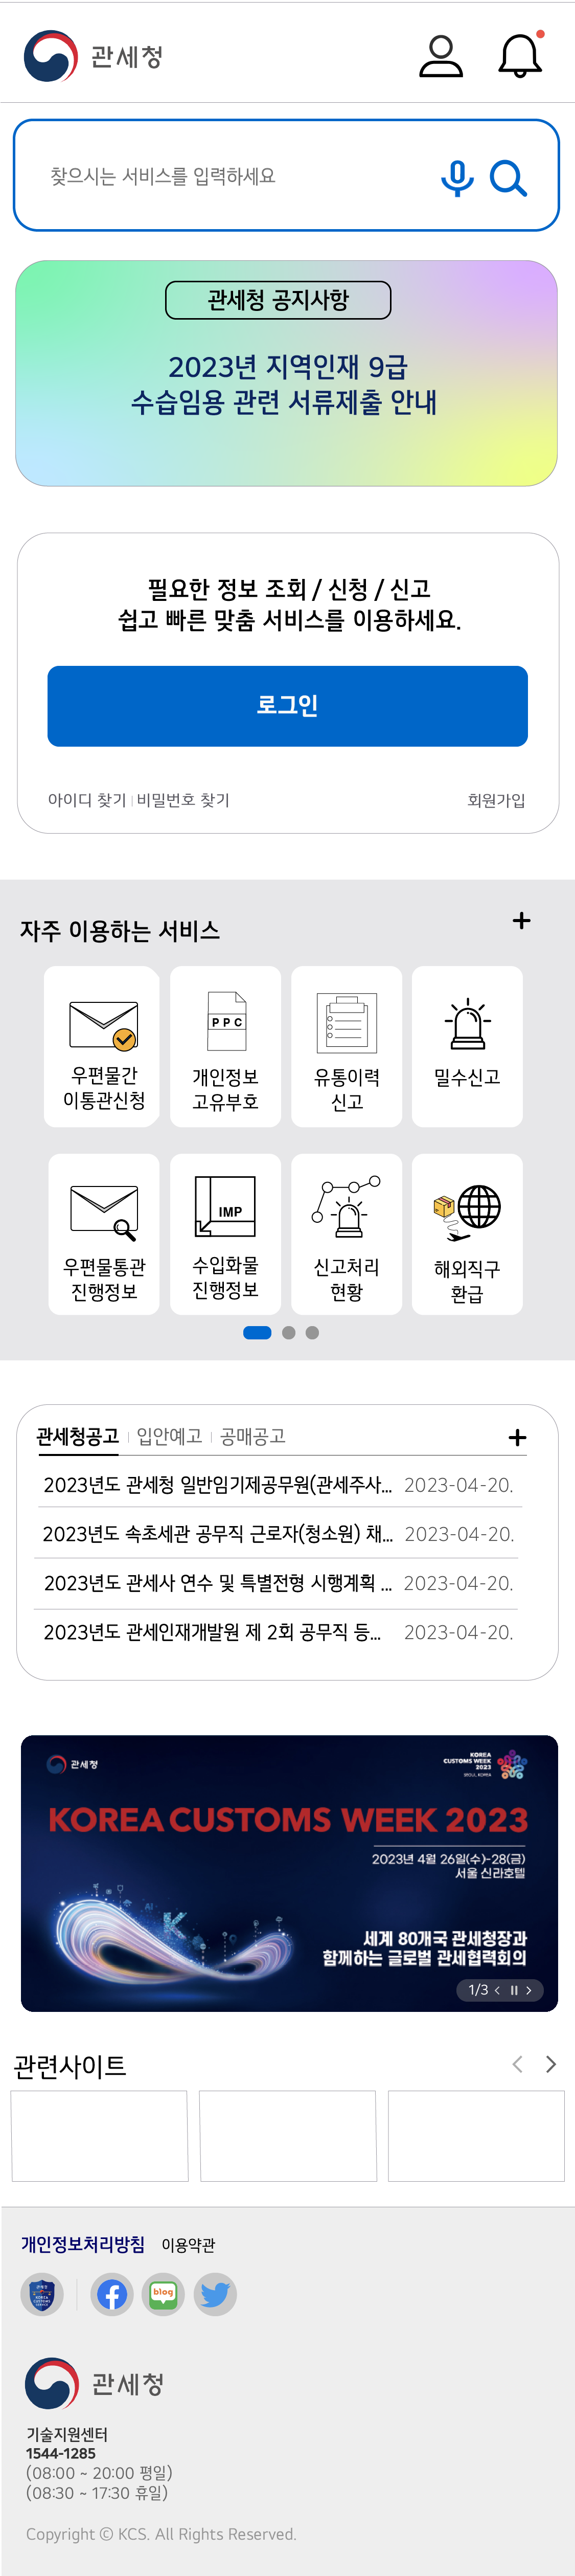 관세청
찾으시는 서비스를 입력하세요
관세청 공지사항
2023년 지역인재 9급
수습임용 관련 서류제출 안내
필요한 정보 조회 / 신청 / 신고
쉽고 빠른 맞춤 서비스를 이용하세요.
로그인
아이디 찾기 | 비밀번호 찾기 회원가입
자주 이용하는 서비스
우편물간
이통관신청
PPC
개인정보
고유부호
유통이력
신고
밀수신고
우편물통관
진행정보
IMP
수입화물
진행정보
신고처리
현황
해외직구
환급
관세청공고 | 입안예고 | 공매공고
2023년도 관세청 일반임기제공무원(관세주사... 2023-04-20.
2023년도 속초세관 공무직 근로자(청소원) 채... 2023-04-20.
2023년도 관세사 연수 및 특별전형 시행계획 ... 2023-04-20.
2023년도 관세인재개발원 제 2회 공무직 등... 2023-04-20.
관세청
KOREA
CUSTOMS WEEK
2023
SEOUL, KOREA
KOREA CUSTOMS WEEK 2023
2023년 4월 26일(수)-28(금)
서울 신라호텔
AI
K
세계 80개국 관세청장과
함께하는 글로벌 관세협력회의
1/3
관련사이트
개인정보처리방침 이용약관
관세청
KOREA
CUSTOMS
SERVICE
blog
관세청
기술지원센터
1544-1285
(08:00 ~ 20:00 평일)
(08:30 ~ 17:30 휴일)
Copyright © KCS. All Rights Reserved.